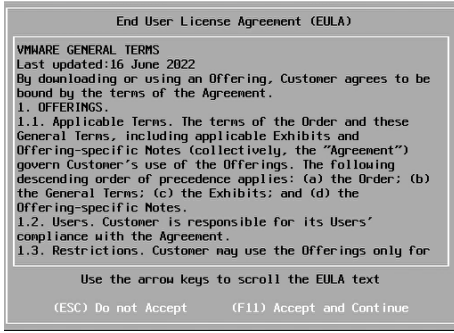 End User License Agreement (EULA)
VMWARE GENERAL TERMS
Last updated:16 June 2022
By downloading or using an Offering, Customer agrees to be
bound by the terms of the Agreement.
1. OFFERINGS.
1.1. Applicable Terms. The terms of the Order and these
General Terms, including applicable Exhibits and
Offering-specific Notes (collectively, the "Agreement")
govern Customer's use of the Offerings. The following
descending order of precedence applies: (a) the Order; (b)
the General Terms; (c) the Exhibits; and (d) the
Offering-specific Notes.
1.2. Users. Customer is responsible for its Users'
compliance with the Agreement.
1.3. Restrictions. Customer may use the Offerings only for
Use the arrow keys to scroll the EULA text
(ESC) Do not Accept (F11) Accept and Continue